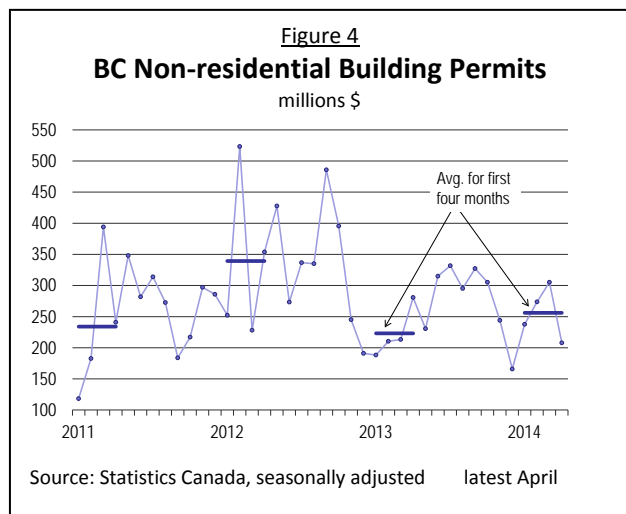 Figure 4
BC Non-residential Building Permits
millions $
550
500
450
400
350
300
250
200
150
100
Avg. for first
four months
2011 2012 2013 2014
Source: Statistics Canada, seasonally adjusted latest April